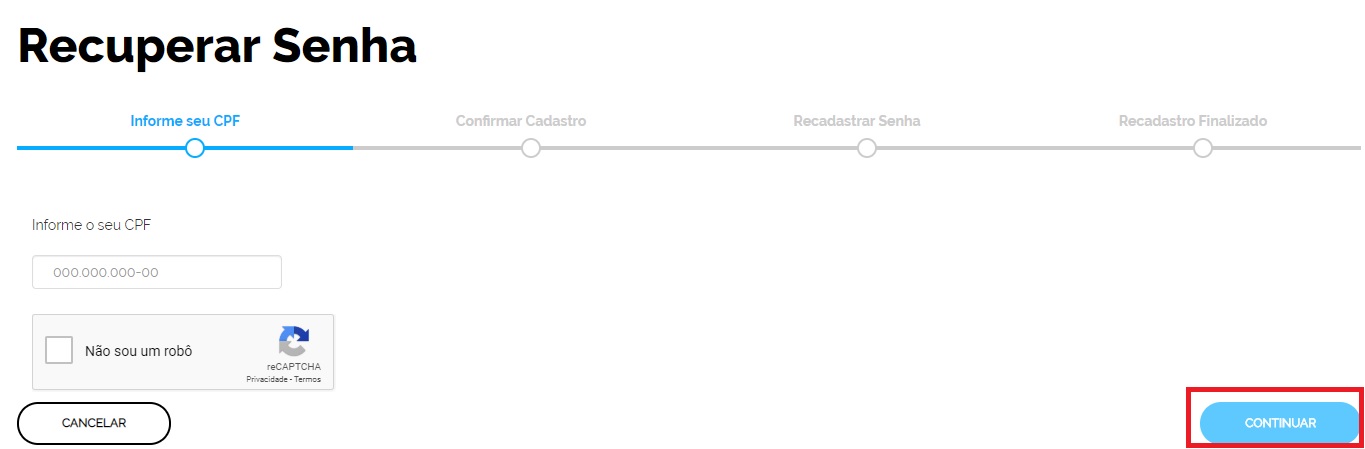 Recuperar Senha
Informe seu CPF
Confirmar Cadastro
Recadastrar Senha
Recadastro Finalizado
Informe o seu CPF
000.000.000-00
Não sou um robô
reCAPTCHA
Privacidade - Termos
CANCELAR
CONTINUAR